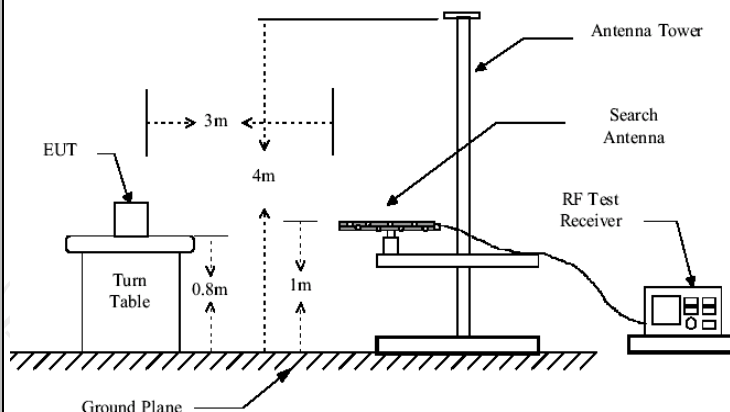 Antenna Tower
3m
Search
Antenna
EUT
4m
RF Test
Receiver
Turn
Table
0.8m
1m
Ground Plane